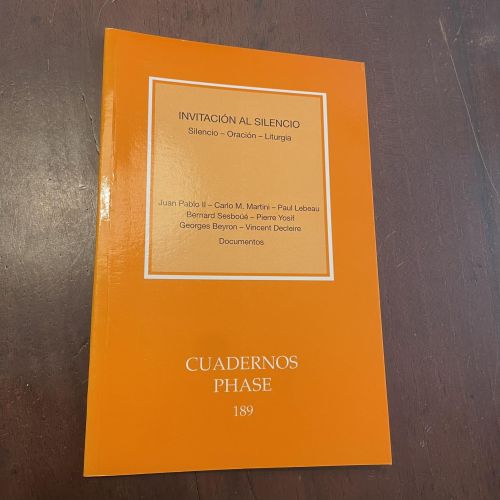 INVITACIÓN AL SILENCIO
Silencio – Oración – Liturgia
Juan Pablo II – Carlo M. Martini – Paul Lebeau
Bernard Sesboüé – Pierre Yosif
Georges Beyron – Vincent Decleire
Documentos
CUADERNOS
PHASE
189